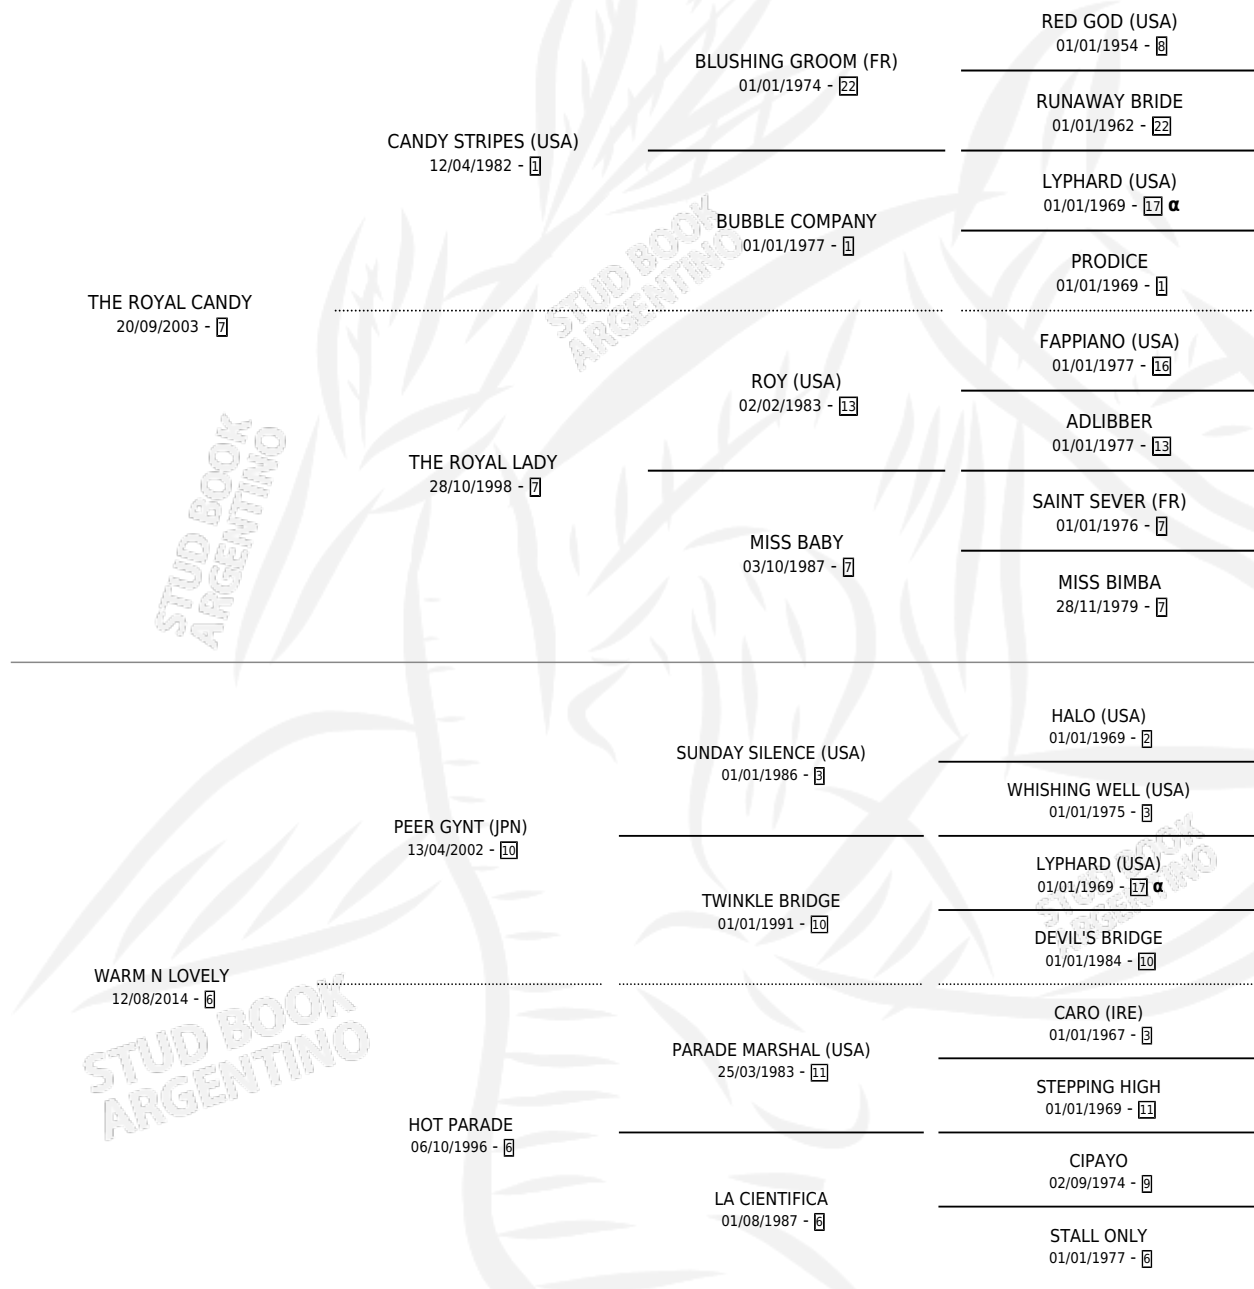 RED GOD (USA)
01/01/1954 - 8
BLUSHING GROOM (FR)
01/01/1974 - 22
RUNAWAY BRIDE
01/01/1962 - 22
CANDY STRIPES (USA)
12/04/1982 - 1
LYPHARD (USA)
01/01/1969 - 17 α
BUBBLE COMPANY
01/01/1977 - 1
PRODICE
01/01/1969 - 1
THE ROYAL CANDY
20/09/2003 - 7
FAPPIANO (USA)
01/01/1977 - 16
ROY (USA)
02/02/1983 - 13
ADLIBBER
01/01/1977 - 13
THE ROYAL LADY
28/10/1998 - 7
SAINT SEVER (FR)
01/01/1976 - 7
MISS BABY
03/10/1987 - 7
MISS BIMBA
28/11/1979 - 7
HALO (USA)
01/01/1969 - 2
SUNDAY SILENCE (USA)
01/01/1986 - 3
WHISHING WELL (USA)
01/01/1975 - 3
PEER GYNT (JPN)
13/04/2002 - 10
LYPHARD (USA)
01/01/1969 - 17 α
TWINKLE BRIDGE
01/01/1991 - 10
DEVIL'S BRIDGE
01/01/1984 - 10
WARM N LOVELY
12/08/2014 - 6
CARO (IRE)
01/01/1967 - 3
PARADE MARSHAL (USA)
25/03/1983 - 11
STEPPING HIGH
01/01/1969 - 11
HOT PARADE
06/10/1996 - 6
CIPAYO
02/09/1974 - 9
LA CIENTIFICA
01/08/1987 - 6
STALL ONLY
01/01/1977 - 6
STUD BOOK
ARGENTINO
STUD BOOK
ARGENTINO
STUD BOOK
ARGENTINO
STUD BOOK
ARGENTINO